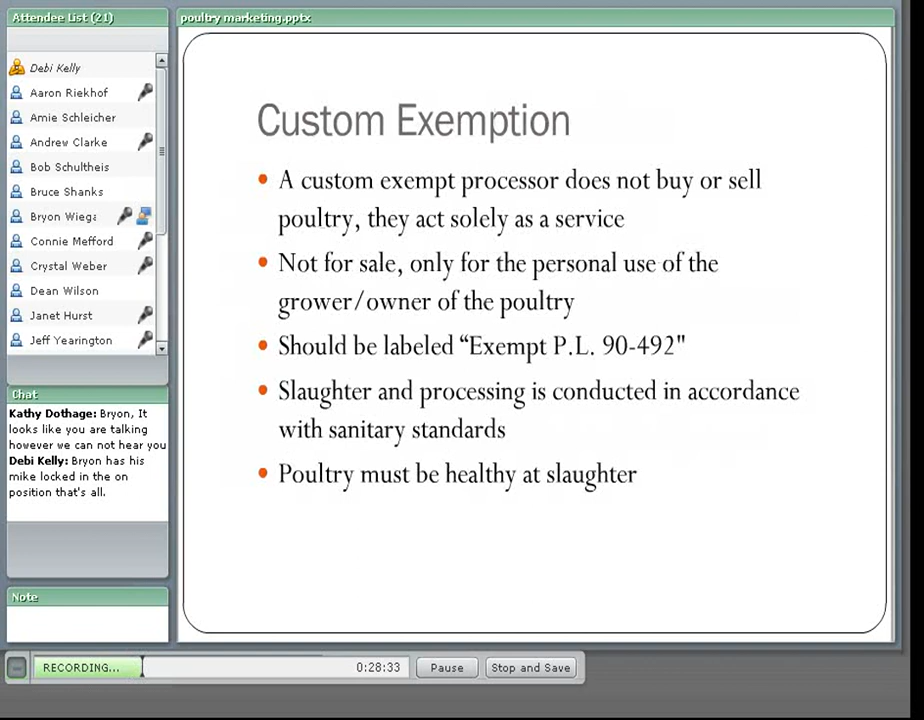 Attendee List (21)
Debi Kelly
Aaron Riekhof
Amie Schleicher
Andrew Clarke
Bob Schultheis
Bruce Shanks
Bryon Wiega
Connie Mefford
Crystal Weber
Dean Wilson
Janet Hurst
Jeff Yearington
Chat
Kathy Dothage: Bryon, It
looks like you are talking
however we can not hear you
Debi Kelly: Bryon has his
mike locked in the on
position that's all.
Note
poultry marketing.pptx
Custom Exemption
• A custom exempt processor does not buy or sell
poultry, they act solely as a service
• Not for sale, only for the personal use of the
grower/owner of the poultry
• Should be labeled “Exempt P.L. 90-492"
• Slaughter and processing is conducted in accordance
with sanitary standards
• Poultry must be healthy at slaughter
RECORDING... 0:28:33 Pause Stop and Save